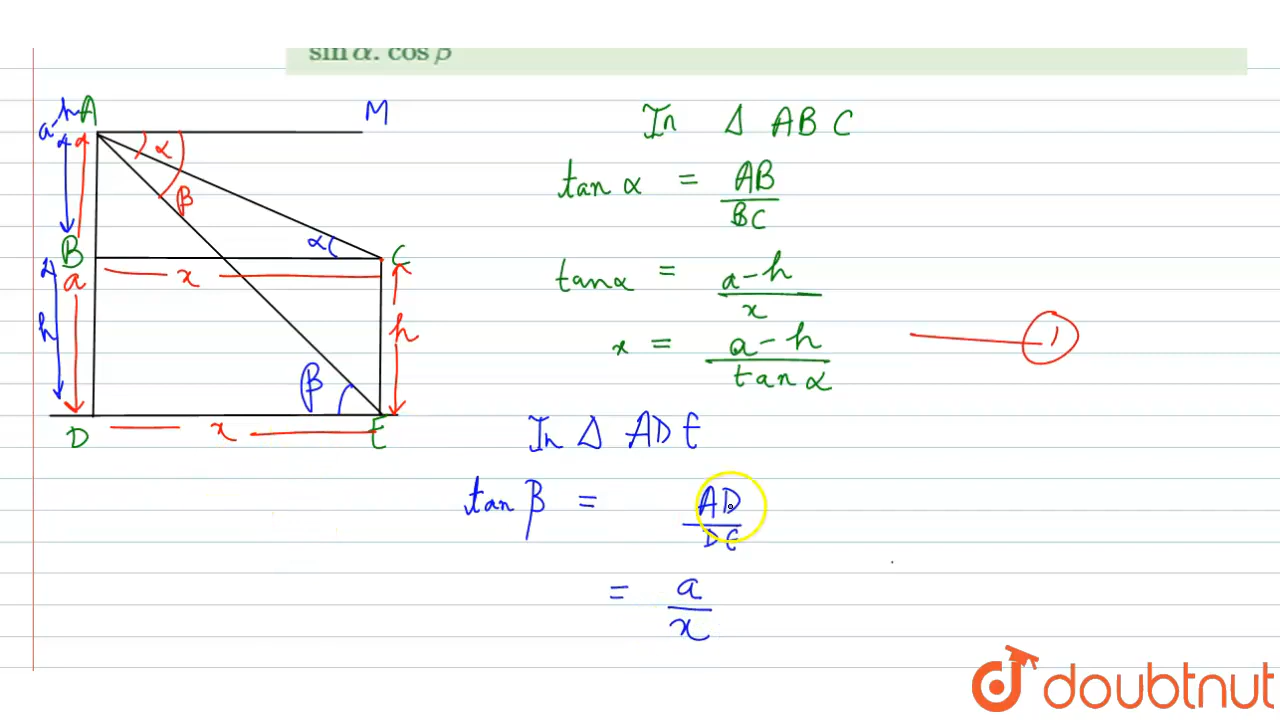 sin α. cos β
A
M
a-h
α
β
B
α
C
x
a
h
h
β
D
x
E
In Δ ABC
tan α = AB/BC
tan α = a-h/x
x = a-h/tan α
1
In Δ ADE
tan β = AD/DE
= a/x
doubtnut